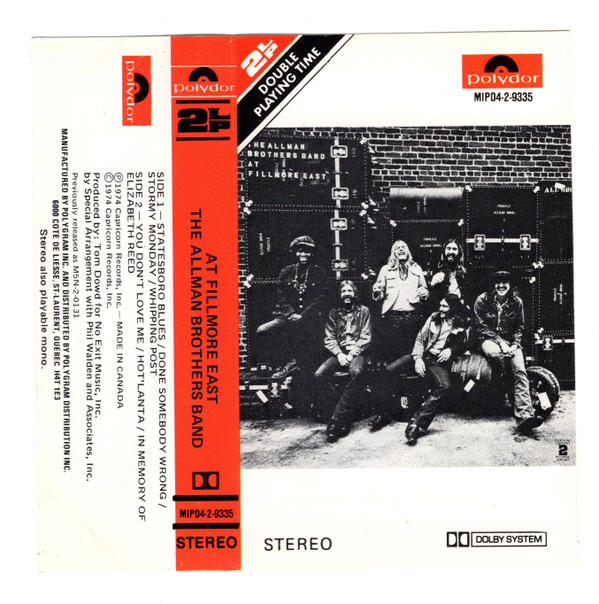 polydor
MANUFACTURED BY POLYGRAM INC. AND DISTRIBUTED BY POLYGRAM DISTRIBUTION INC.
6000 COTE DE LIESSE, ST-LAURENT, QUEBEC H4T 1E3
Stereo also playable mono.
Previously released as M5N-2-0131
Produced by: Tom Dowd for No Exit Music, Inc.
by Special Arrangement with Phil Walden and Associates, Inc.
℗1974 Capricorn Records, Inc. — MADE IN CANADA
©1974 Capricorn Records, Inc.
SIDE 1 — STATESBORO BLUES / DONE SOMEBODY WRONG /
STORMY MONDAY / WHIPPING POST
SIDE 2 — YOU DON'T LOVE ME / HOT'LANTA / IN MEMORY OF
ELIZABETH REED
polydor
2LP
AT FILLMORE EAST
THE ALLMAN BROTHERS BAND
MIPD4-2-9335
STEREO
2LP
DOUBLE
PLAYING TIME
polydor
MIPD4-2-9335
THE ALLMAN
BROTHERS BAND
AT
FILLMORE EAST
FRAGILE
2
STEREO
DOLBY SYSTEM